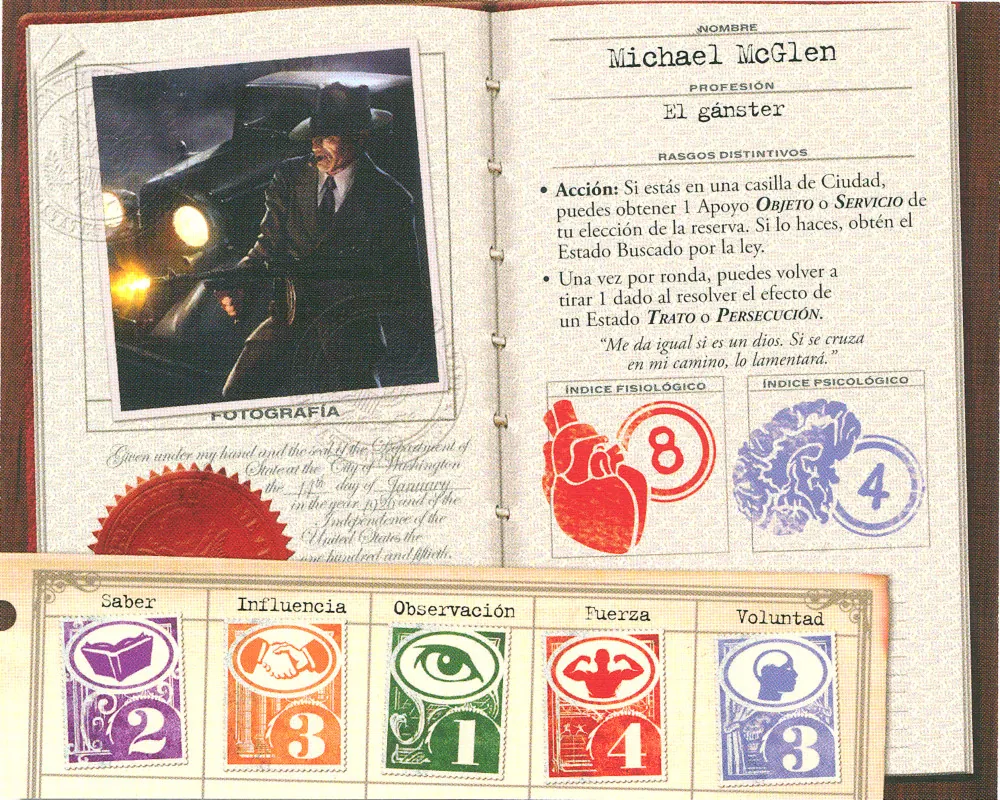 NOMBRE
Michael McGlen
PROFESIÓN
El gánster
RASGOS DISTINTIVOS
• Acción: Si estás en una casilla de Ciudad,
puedes obtener 1 Apoyo OBJETO o SERVICIO de
tu elección de la reserva. Si lo haces, obtén el
Estado Buscado por la ley.
• Una vez por ronda, puedes volver a
tirar 1 dado al resolver el efecto de
un Estado TRATO o PERSECUCIÓN.
“Me da igual si es un dios. Si se cruza
en mi camino, lo lamentará.”
ÍNDICE FISIOLÓGICO
8
ÍNDICE PSICOLÓGICO
4
FOTOGRAFÍA
Given under my hand and the seal of the Department of
State at the City of Washington
the 14th day of January
in the year 1926 and of the
Independence of the
United States the
one hundred and fiftieth.
Saber
2
Influencia
3
Observación
1
Fuerza
4
Voluntad
3